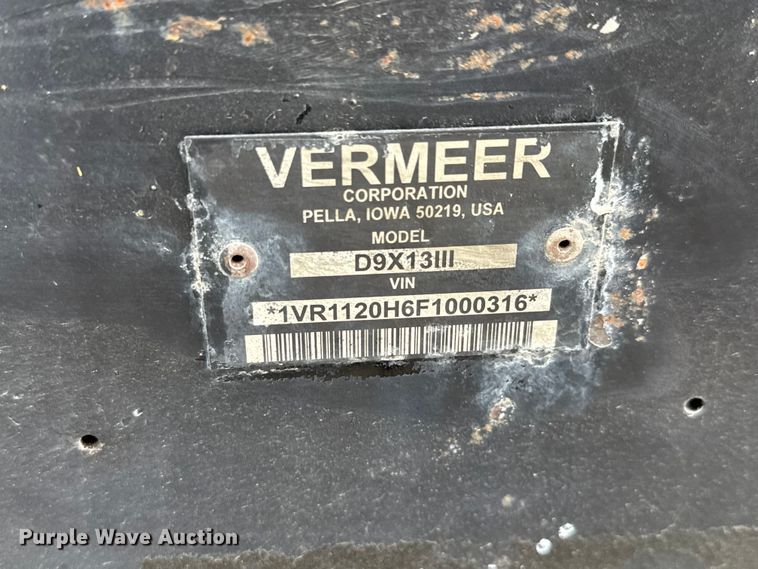 VERMEER
CORPORATION
PELLA, IOWA 50219, USA
MODEL
D9X13III
VIN
*1VR1120H6F1000316*
Purple Wave Auction